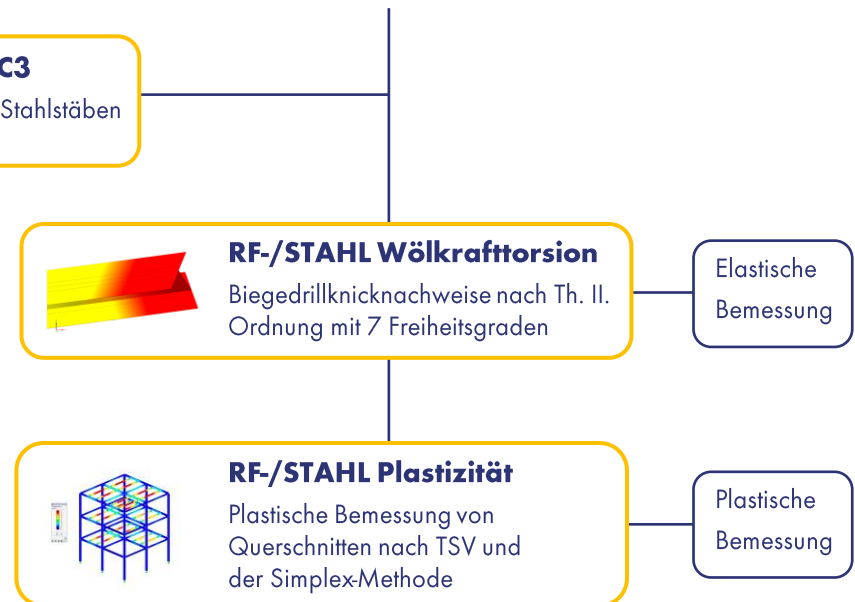 C3
Stahlstäben
RF-/STAHL Wölkrafttorsion
Biegedrillknicknachweise nach Th. II.
Ordnung mit 7 Freiheitsgraden
Elastische
Bemessung
RF-/STAHL Plastizität
Plastische Bemessung von
Querschnitten nach TSV und
der Simplex-Methode
Plastische
Bemessung